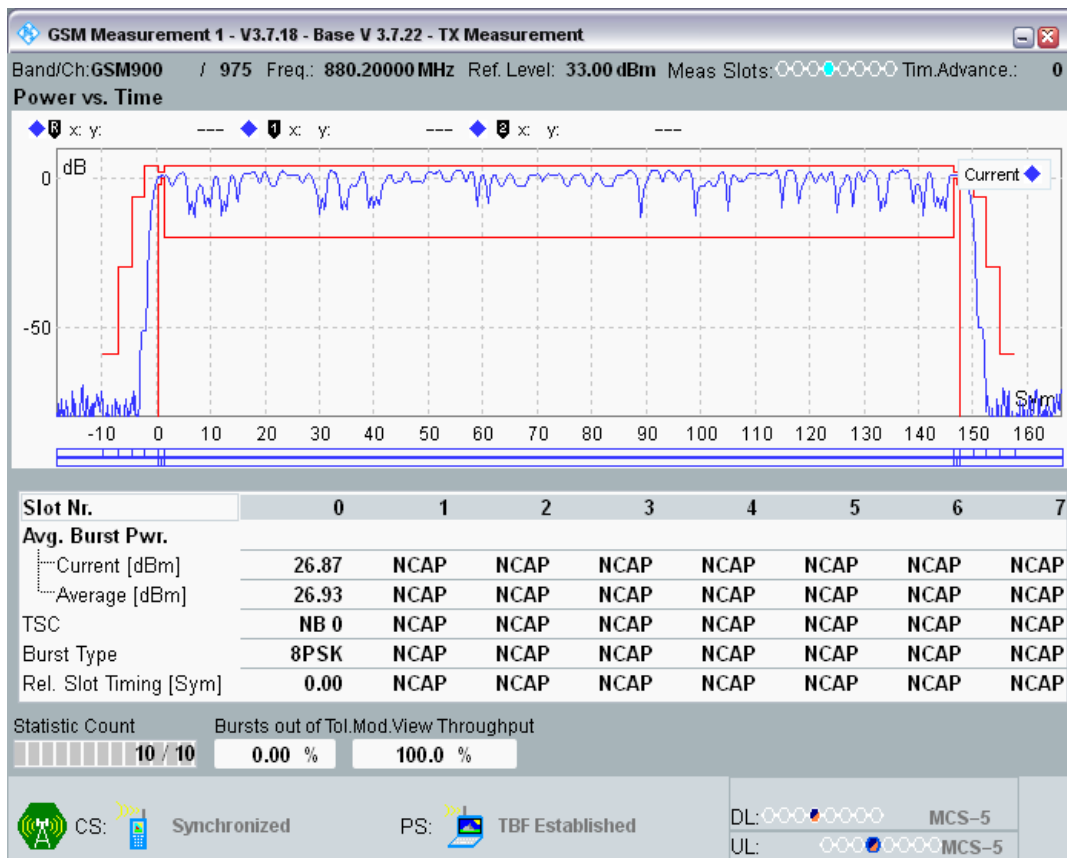 GSM Measurement 1 - V3.7.18 - Base V 3.7.22 - TX Measurement
Band/Ch:GSM900 / 975 Freq.: 880.20000 MHz Ref. Level: 33.00 dBm Meas Slots: Tim.Advance.: 0
Power vs. Time
R x: y: --- 1 x: y: --- 2 x: y: ---
dB
0
Current
-50
Sym
-10 0 10 20 30 40 50 60 70 80 90 100 110 120 130 140 150 160
Slot Nr. 0 1 2 3 4 5 6 7
Avg. Burst Pwr.
Current [dBm] 26.87 NCAP NCAP NCAP NCAP NCAP NCAP NCAP
Average [dBm] 26.93 NCAP NCAP NCAP NCAP NCAP NCAP NCAP
TSC NB 0 NCAP NCAP NCAP NCAP NCAP NCAP NCAP
Burst Type 8PSK NCAP NCAP NCAP NCAP NCAP NCAP NCAP
Rel. Slot Timing [Sym] 0.00 NCAP NCAP NCAP NCAP NCAP NCAP NCAP
Statistic Count Bursts out of Tol.Mod.View Throughput
10 / 10 0.00 % 100.0 %
CS: Synchronized PS: TBF Established
DL: MCS-5
UL: MCS-5